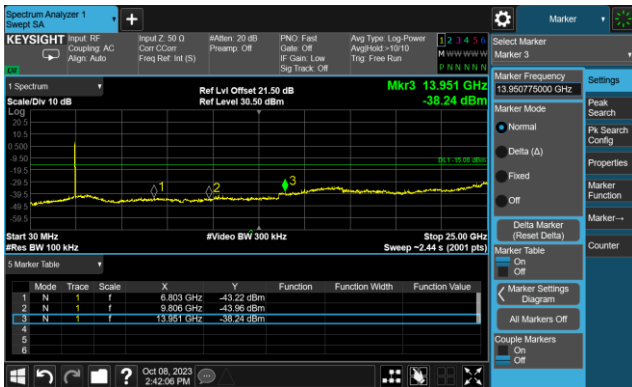 Spectrum Analyzer 1
Swept SA
Marker
KEYSIGHT
Input: RF
Coupling: AC
Align: Auto
Input Z: 50 Ω
Corr CCorr
Freq Ref: Int (S)
#Atten: 20 dB
Preamp: Off
PNO: Fast
Gate: Off
IF Gain: Low
Sig Track: Off
Avg Type: Log-Power
Avg|Hold:>10/10
Trig: Free Run
1 2 3 4 5 6
M W W W W W
P N N N N N
LW
Select Marker
Marker 3
1 Spectrum
Scale/Div 10 dB
Ref Lvl Offset 21.50 dB
Ref Level 30.50 dBm
Mkr3 13.951 GHz
-38.24 dBm
Log
20.5
10.5
0.500
-9.50
-19.5
-29.5
-39.5
-49.5
-59.5
DL1 -15.00 dBm
1
2
3
Start 30 MHz
#Res BW 100 kHz
#Video BW 300 kHz
Stop 25.00 GHz
Sweep ~2.44 s (2001 pts)
5 Marker Table
Mode Trace Scale X Y Function Function Width Function Value
1 N 1 f 6.803 GHz -43.22 dBm
2 N 1 f 9.806 GHz -43.96 dBm
3 N 1 f 13.951 GHz -38.24 dBm
4
5
6
Marker Frequency
13.950775000 GHz
Marker Mode
Normal
Delta (Δ)
Fixed
Off
Delta Marker
(Reset Delta)
Marker Table
On
Off
Marker Settings
Diagram
All Markers Off
Couple Markers
On
Off
Settings
Peak
Search
Pk Search
Config
Properties
Marker
Function
Marker→
Counter
?
Oct 08, 2023
2:42:06 PM